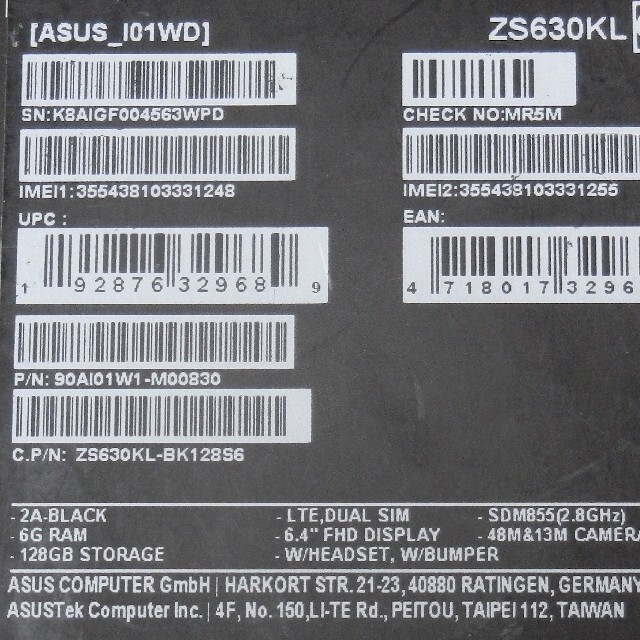 [ASUS_I01WD]
ZS630KL
SN:K8AIGF004563WPD
CHECK NO:MR5M
IMEI1:355438103331248
IMEI2:355438103331255
UPC :
EAN:
1 92876 32968 9
4 718017 3296
P/N: 90AI01W1-M00830
C.P/N: ZS630KL-BK128S6
- 2A-BLACK - LTE,DUAL SIM - SDM855(2.8GHz)
- 6G RAM - 6.4" FHD DISPLAY - 48M&13M CAMERA
- 128GB STORAGE - W/HEADSET, W/BUMPER
ASUS COMPUTER GmbH | HARKORT STR. 21-23, 40880 RATINGEN, GERMANY
ASUSTek Computer Inc. | 4F, No. 150,LI-TE Rd., PEITOU, TAIPEI 112, TAIWAN